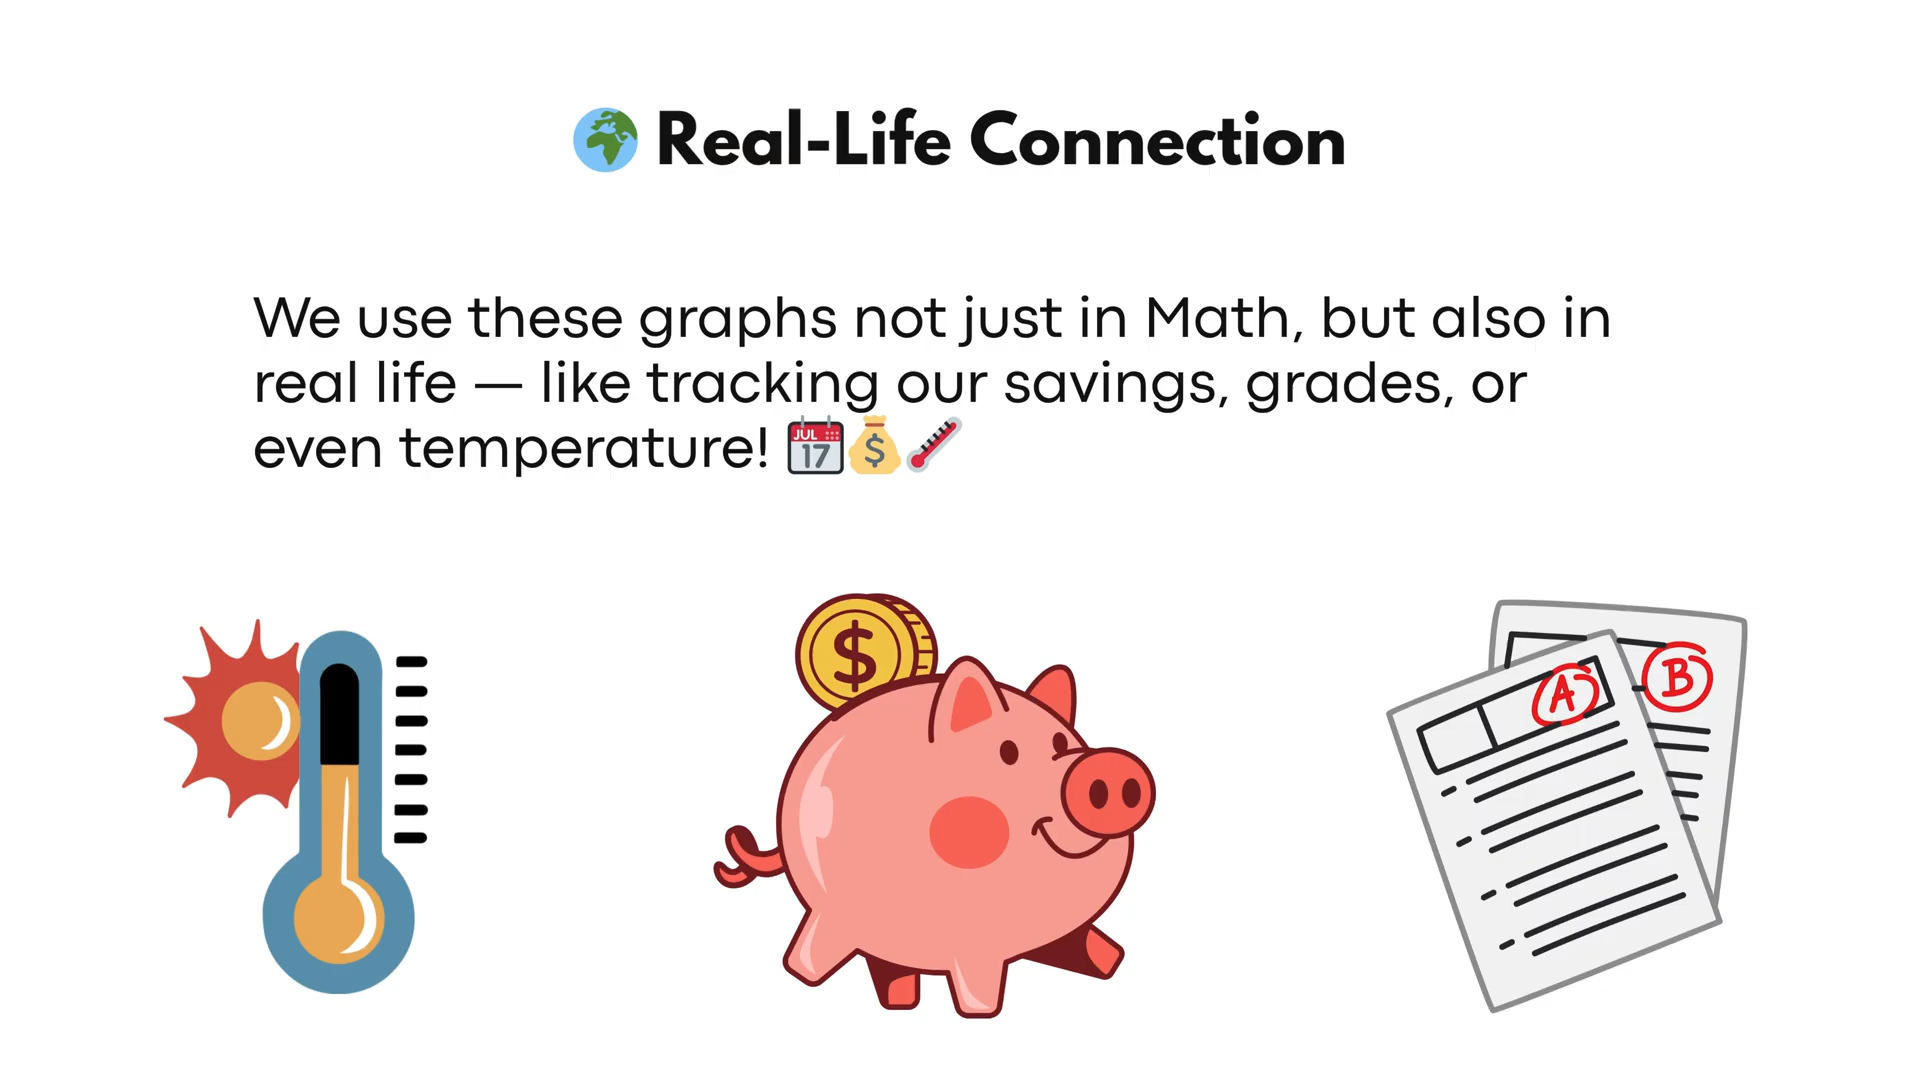 🌍 Real-Life Connection
We use these graphs not just in Math, but also in
real life — like tracking our savings, grades, or
even temperature! 📅💰🌡️
JUL
17
$
$
A
B